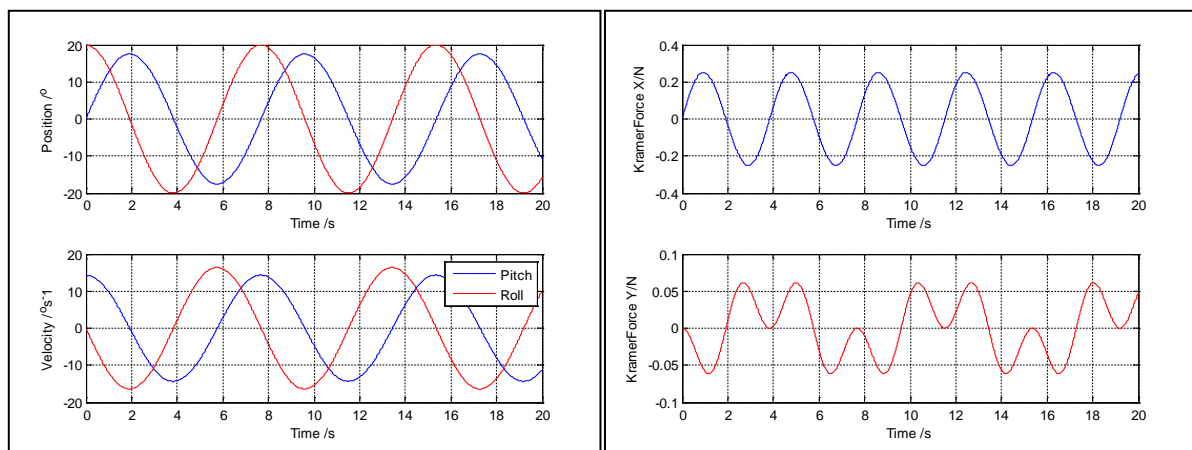 20
10
0
-10
-20
Position /º
0 2 4 6 8 10 12 14 16 18 20
Time /s
20
10
0
-10
-20
Velocity /ºs-1
Pitch
Roll
0 2 4 6 8 10 12 14 16 18 20
Time /s
0.4
0.2
0
-0.2
-0.4
KramerForce X/N
0 2 4 6 8 10 12 14 16 18 20
Time /s
0.1
0.05
0
-0.05
-0.1
KramerForce Y/N
0 2 4 6 8 10 12 14 16 18 20
Time /s